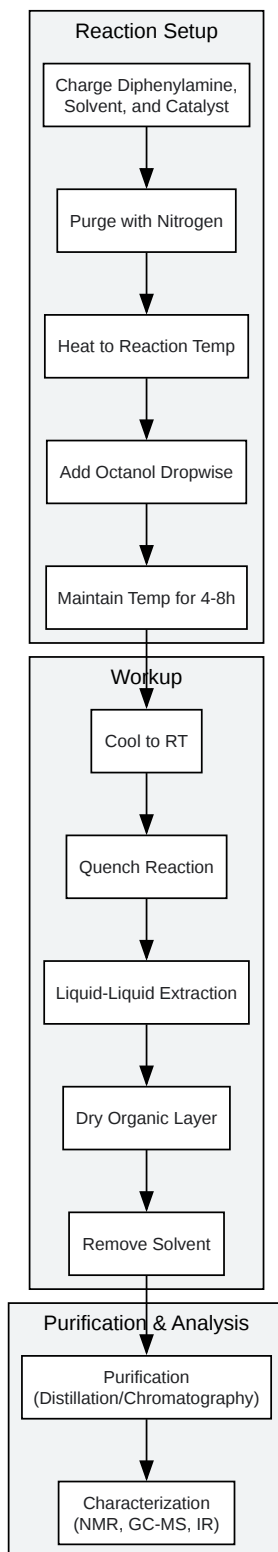 Reaction Setup
Charge Diphenylamine,
Solvent, and Catalyst
Purge with Nitrogen
Heat to Reaction Temp
Add Octanol Dropwise
Maintain Temp for 4-8h
Workup
Cool to RT
Quench Reaction
Liquid-Liquid Extraction
Dry Organic Layer
Remove Solvent
Purification & Analysis
Purification
(Distillation/Chromatography)
Characterization
(NMR, GC-MS, IR)